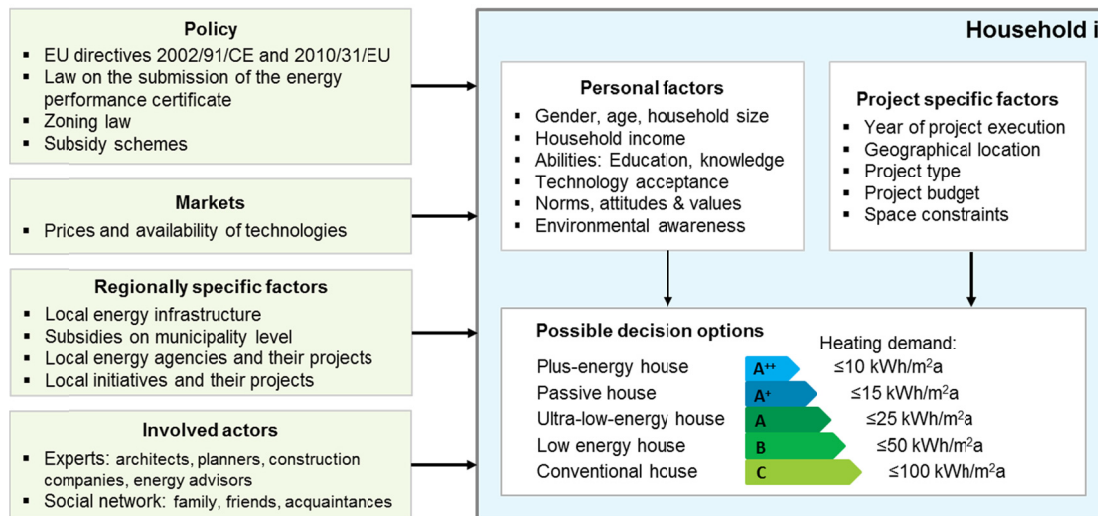 Policy
▪ EU directives 2002/91/CE and 2010/31/EU
▪ Law on the submission of the energy
performance certificate
▪ Zoning law
▪ Subsidy schemes
Markets
▪ Prices and availability of technologies
Regionally specific factors
▪ Local energy infrastructure
▪ Subsidies on municipality level
▪ Local energy agencies and their projects
▪ Local initiatives and their projects
Involved actors
▪ Experts: architects, planners, construction
companies, energy advisors
▪ Social network: family, friends, acquaintances
Household i
Personal factors
▪ Gender, age, household size
▪ Household income
▪ Abilities: Education, knowledge
▪ Technology acceptance
▪ Norms, attitudes & values
▪ Environmental awareness
Project specific factors
▪ Year of project execution
▪ Geographical location
▪ Project type
▪ Project budget
▪ Space constraints
Possible decision options
Heating demand:
Plus-energy house A⁺⁺ ≤10 kWh/m²a
Passive house A⁺ ≤15 kWh/m²a
Ultra-low-energy house A ≤25 kWh/m²a
Low energy house B ≤50 kWh/m²a
Conventional house C ≤100 kWh/m²a